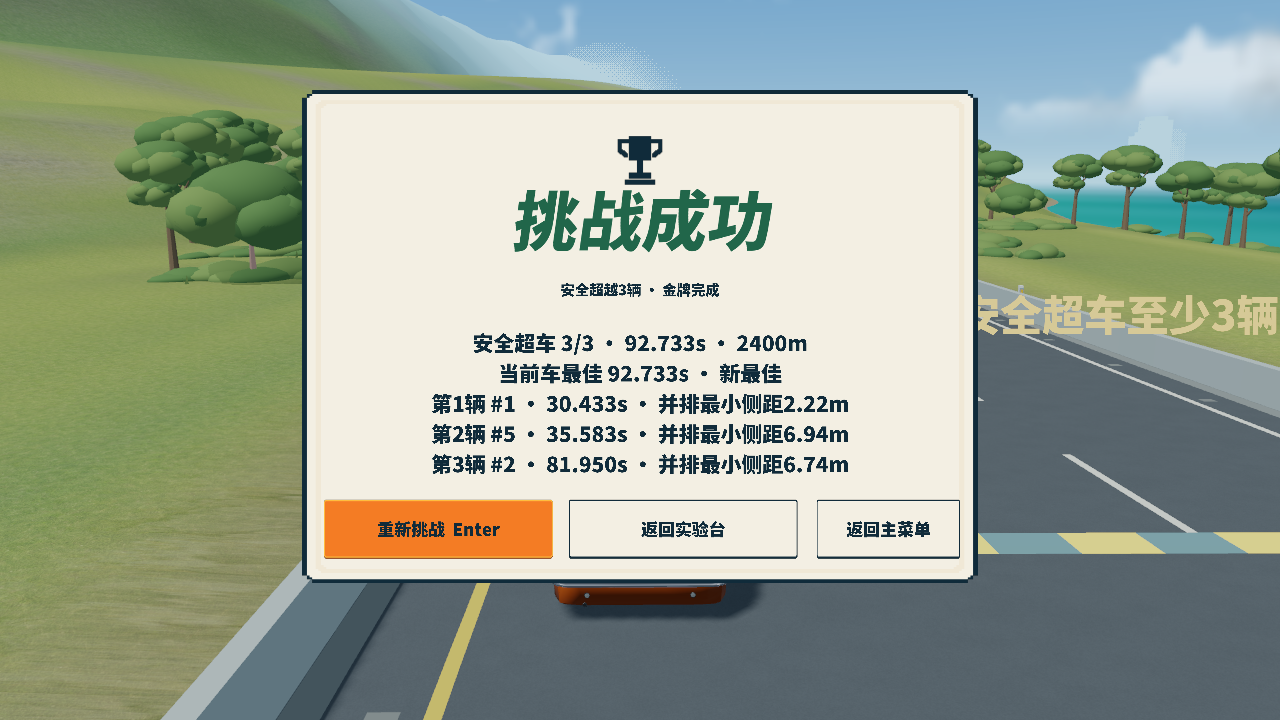 挑战成功
安全超越3辆 · 金牌完成
安全超车至少3辆
安全超车 3/3 · 92.733s · 2400m
当前车最佳 92.733s · 新最佳
第1辆 #1 · 30.433s · 并排最小侧距2.22m
第2辆 #5 · 35.583s · 并排最小侧距6.94m
第3辆 #2 · 81.950s · 并排最小侧距6.74m
重新挑战 Enter
返回实验台
返回主菜单